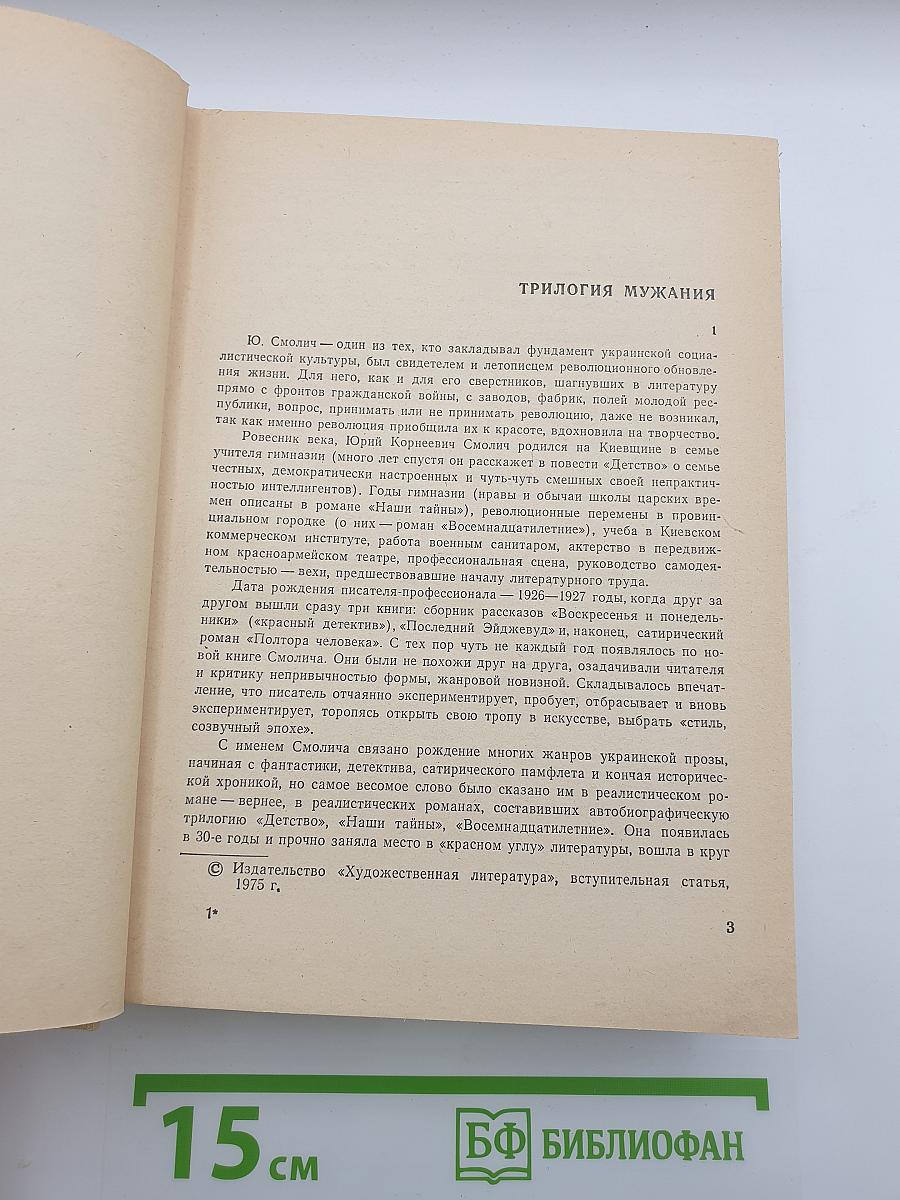 ТРИЛОГИЯ МУЖАНИЯ
1
Ю. Смолич — один из тех, кто закладывал фундамент украинской социа-
листической культуры, был свидетелем и летописцем революционного обновле-
ния жизни. Для него, как и для его сверстников, шагнувших в литературу
прямо с фронтов гражданской войны, с заводов, фабрик, полей молодой рес-
публики, вопрос, принимать или не принимать революцию, даже не возникал,
так как именно революция приобщила их к красоте, вдохновила на творчество.
Ровесник века, Юрий Корнеевич Смолич родился на Киевщине в семье
учителя гимназии (много лет спустя он расскажет в повести «Детство» о семье
честных, демократически настроенных и чуть-чуть смешных своей непрактич-
ностью интеллигентов). Годы гимназии (нравы и обычаи школы царских вре-
мен описаны в романе «Наши тайны»), революционные перемены в провин-
циальном городке (о них — роман «Восемнадцатилетние»), учеба в Киевском
коммерческом институте, работа военным санитаром, актерство в передвиж-
ном красноармейском театре, профессиональная сцена, руководство самодея-
тельностью — вехи, предшествовавшие началу литературного труда.
Дата рождения писателя-профессионала — 1926—1927 годы, когда друг за
другом вышли сразу три книги: сборник рассказов «Воскресенья и понедель-
ники» («красный детектив»), «Последний Эйджевуд» и, наконец, сатирический
роман «Полтора человека». С тех пор чуть не каждый год появлялось по но-
вой книге Смолича. Они были не похожи друг на друга, озадачивали читателя
и критику непривычностью формы, жанровой новизной. Складывалось впечат-
ление, что писатель отчаянно экспериментирует, пробует, отбрасывает и вновь
экспериментирует, торопясь открыть свою тропу в искусстве, выбрать «стиль,
созвучный эпохе».
С именем Смолича связано рождение многих жанров украинской прозы,
начиная с фантастики, детектива, сатирического памфлета и кончая историчес-
кой хроникой, но самое весомое слово было сказано им в реалистическом ро-
мане — вернее, в реалистических романах, составивших автобиографическую
трилогию «Детство», «Наши тайны», «Восемнадцатилетние». Она появилась
в 30-е годы и прочно заняла место в «красном углу» литературы, вошла в круг
© Издательство «Художественная литература», вступительная статья,
1975 г.
1*
3
15 см
БФ БИБЛИОФАН